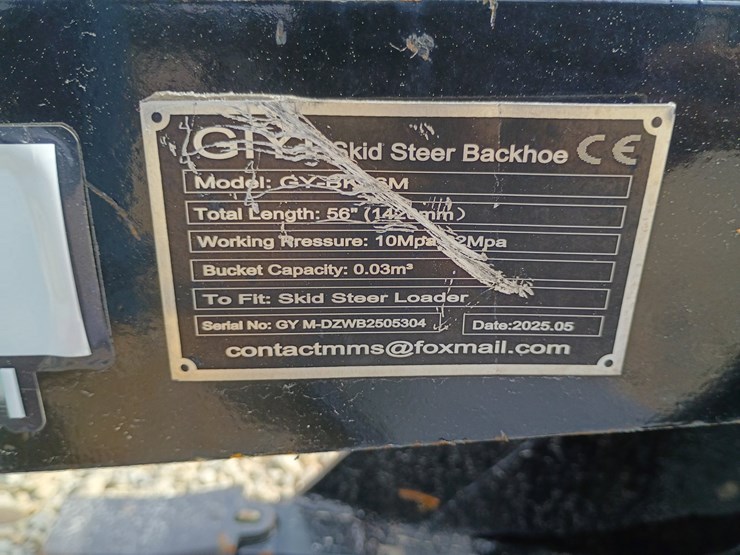 Skid Steer Backhoe CE
Model:
Total Length: 56"
Working Rressure: 10Mpa
Bucket Capacity: 0.03m³
To Fit: Skid Steer Loader
Serial No: GY M-DZWB2505304 Date:2025.05
contactmms@foxmail.com